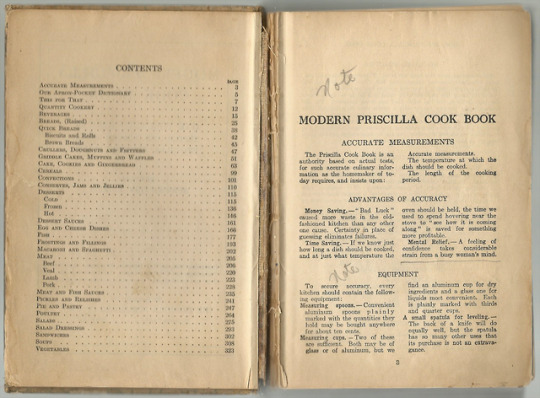 CONTENTS
PAGE
ACCURATE MEASUREMENTS 3
OUR APRON-POCKET DICTIONARY 5
THIS FOR THAT 7
QUANTITY COOKERY 12
BEVERAGES 15
BREADS, (Raised) 25
QUICK BREADS 39
Biscuits and Rolls 42
Brown Breads 45
CRULLERS, DOUGHNUTS AND FRITTERS 47
GRIDDLE CAKES, MUFFINS AND WAFFLES 51
CAKE, COOKIES AND GINGERBREAD 68
CEREALS 99
CONFECTIONS 101
CONSERVES, JAMS AND JELLIES 110
DESSERTS 115
Cold
Frozen
Hot 146
DESSERT SAUCES 161
EGG AND CHEESE DISHES 166
FISH 177
FROSTINGS AND FILLINGS 193
MACARONI AND SPAGHETTI 202
MEAT 206
Beef
Veal 220
Lamb 223
Pork 229
MEAT AND FISH SAUCES 235
PICKLES AND RELISHES 241
PIE AND PASTRY 247
POULTRY
SALADS 275
SALAD DRESSINGS
SANDWICHES 302
SOUPS 308
VEGETABLES 323
Note
MODERN PRISCILLA COOK BOOK
ACCURATE MEASUREMENTS
The Priscilla Cook Book is an
authority based on actual tests,
for such accurate culinary infor-
mation as the homemaker of to-
day requires, and insists upon:
Accurate measurements.
The temperature at which the
dish should be cooked.
The length of the cooking
period.
ADVANTAGES OF ACCURACY
Money Saving.—"Bad Luck"
caused more waste in the old-
fashioned kitchen than any other
one cause. Certainty in place of
guessing eliminates failures.
Time Saving.—If we know just
how long a dish should be cooked,
and at just what temperature the
oven should be held, the time we
used to spend hovering near the
stove to "see how it is coming
along" is saved for something
more profitable.
Mental Relief.—A feeling of
confidence takes considerable
strain from a busy woman's mind.
Note
EQUIPMENT
To secure accuracy, every
kitchen should contain the follow-
ing equipment:
Measuring spoons.—Convenient
aluminum spoons plainly
marked with the quantities they
hold may be bought anywhere
for about ten cents.
Measuring cups.—Two of these
are sufficient. Both may be of
glass or of aluminum, but we
find an aluminum cup for dry
ingredients and a glass one for
liquids most convenient. Each
is plainly marked with thirds
and quarter cups.
A small spatula for leveling.—
The back of a knife will do
equally well, but the spatula
has so many other uses that
its purchase is not an extrava-
gance.
3